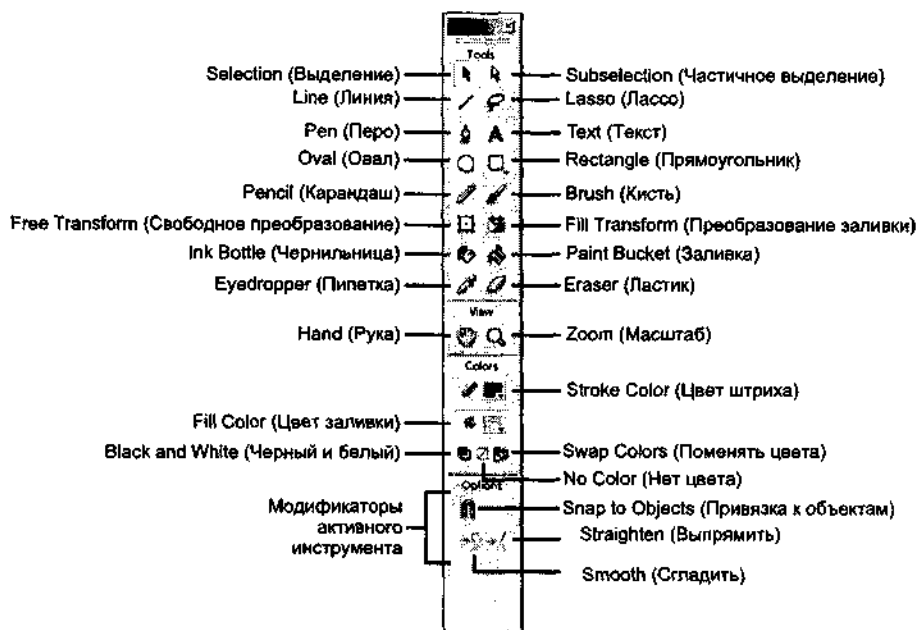 Tools
Selection (Выделение)
Subselection (Частичное выделение)
Line (Линия)
Lasso (Лассо)
Pen (Перо)
Text (Текст)
Oval (Овал)
Rectangle (Прямоугольник)
Pencil (Карандаш)
Brush (Кисть)
Free Transform (Свободное преобразование)
Fill Transform (Преобразование заливки)
Ink Bottle (Чернильница)
Paint Bucket (Заливка)
Eyedropper (Пипетка)
Eraser (Ластик)
View
Hand (Рука)
Zoom (Масштаб)
Colors
Stroke Color (Цвет штриха)
Fill Color (Цвет заливки)
Black and White (Черный и белый)
Swap Colors (Поменять цвета)
No Color (Нет цвета)
Options
Модификаторы
активного
инструмента
Snap to Objects (Привязка к объектам)
Straighten (Выпрямить)
Smooth (Сгладить)